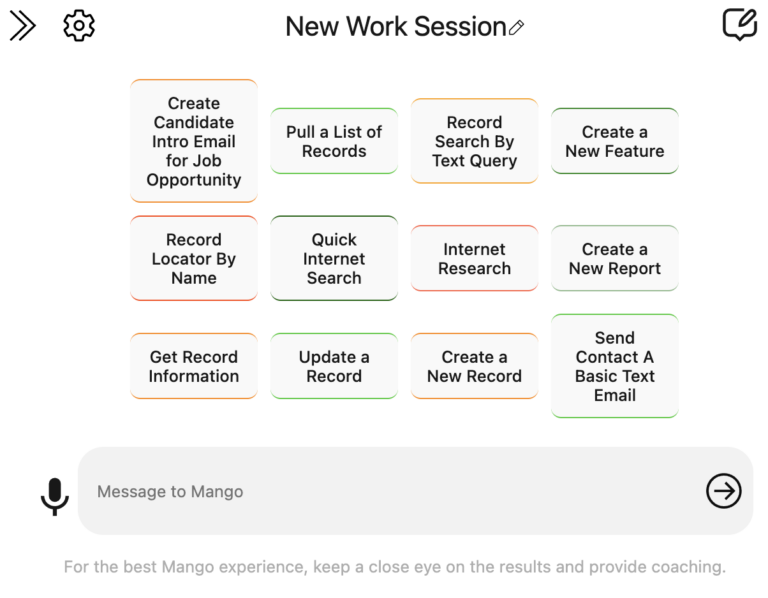 New Work Session
Create
Candidate
Intro Email
for Job
Opportunity
Pull a List of
Records
Record
Search By
Text Query
Create a
New Feature
Record
Locator By
Name
Quick
Internet
Search
Internet
Research
Create a
New Report
Get Record
Information
Update a
Record
Create a
New Record
Send
Contact A
Basic Text
Email
Message to Mango
For the best Mango experience, keep a close eye on the results and provide coaching.